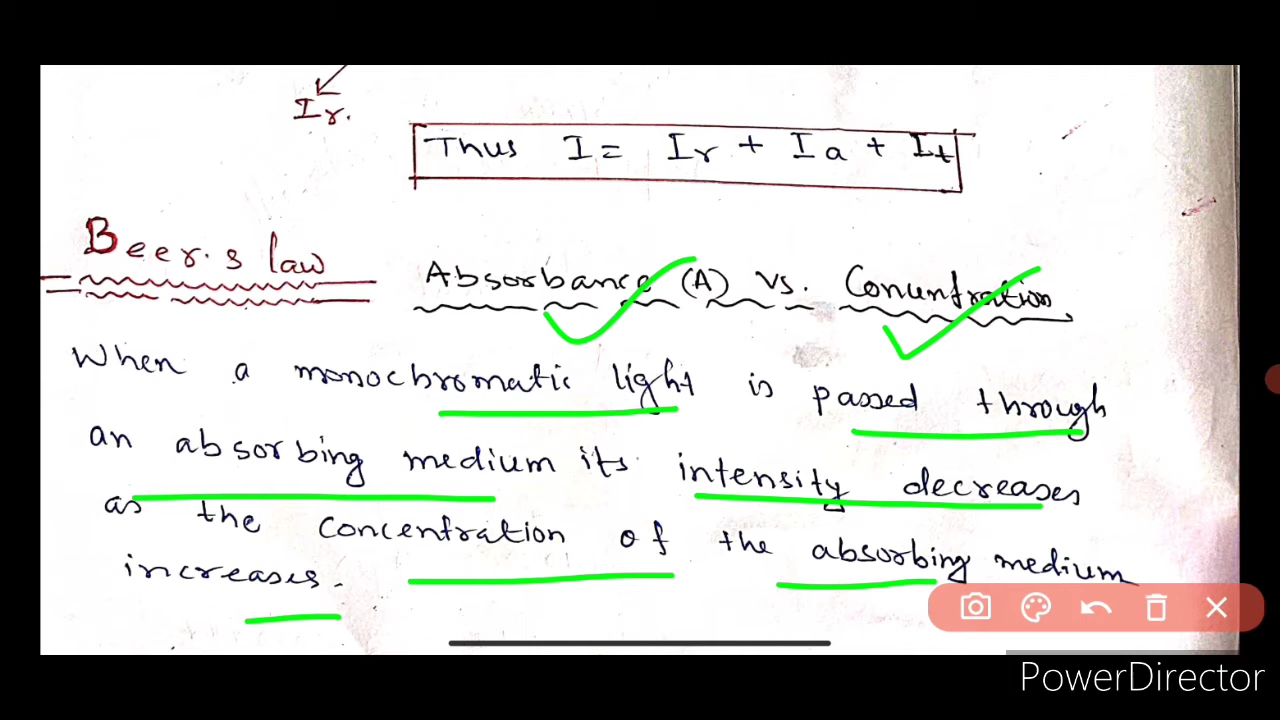 Ir.
Thus I = Ir + Ia + It
Beer's law
Absorbance (A) Vs. Conuntration
When a monochromatic light is passed through
an absorbing medium its intensity decreases
as the concentration of the absorbing medium
increases.
PowerDirector